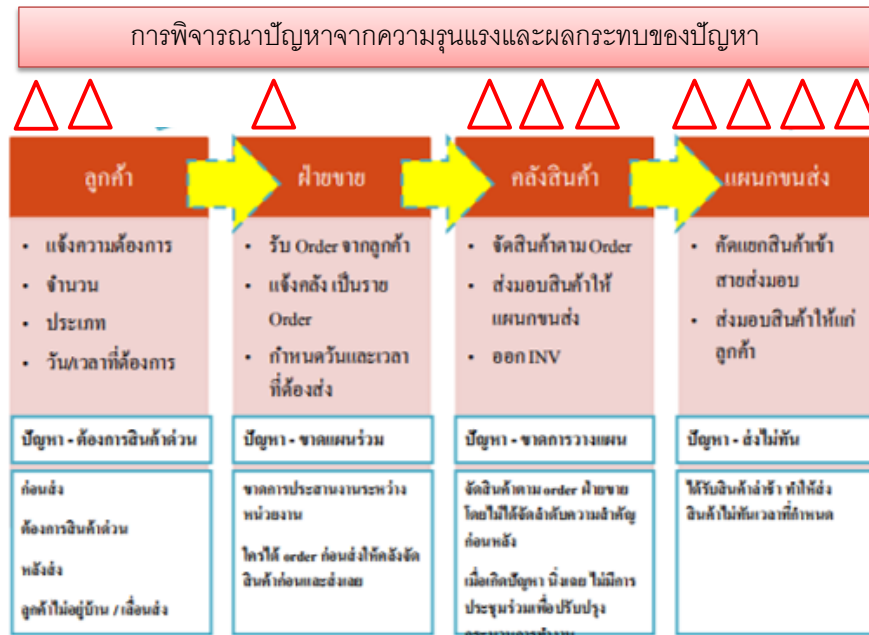 การพิจารณาปัญหาจากความรุนแรงและผลกระทบของปัญหา
ลูกค้า
• แจ้งความต้องการ
• จำนวน
• ประเภท
• วัน/เวลาที่ต้องการ
ปัญหา - ต้องการสินค้าด่วน
ก่อนส่ง
ต้องการสินค้าด่วน
หลังส่ง
ลูกค้าไม่อยู่บ้าน / เลื่อนส่ง
ฝ่ายขาย
• รับ Order จากลูกค้า
• แจ้งคลัง เป็นราย
Order
• กำหนดวันและเวลา
ที่ต้องส่ง
ปัญหา - ขาดแผนร่วม
ขาดการประสานงานระหว่าง
หน่วยงาน
ใครได้ order ก่อนส่งให้คลังจัด
สินค้าก่อนและส่งเลย
คลังสินค้า
• จัดสินค้าตาม Order
• ส่งมอบสินค้าให้
แผนกขนส่ง
• ออก INV
ปัญหา - ขาดการวางแผน
จัดสินค้าตาม order ฝ่ายขาย
โดยไม่ได้จัดลำดับความสำคัญ
ก่อนหลัง
เมื่อเกิดปัญหา นิ่งเฉย ไม่มีการ
ประชุมร่วมเพื่อปรับปรุง
กระบวนการทำงาน
แผนกขนส่ง
• คัดแยกสินค้าเข้า
สายส่งมอบ
• ส่งมอบสินค้าให้แก่
ลูกค้า
ปัญหา - ส่งไม่ทัน
ได้รับสินค้าล่าช้า ทำให้ส่ง
สินค้าไม่ทันเวลาที่กำหนด